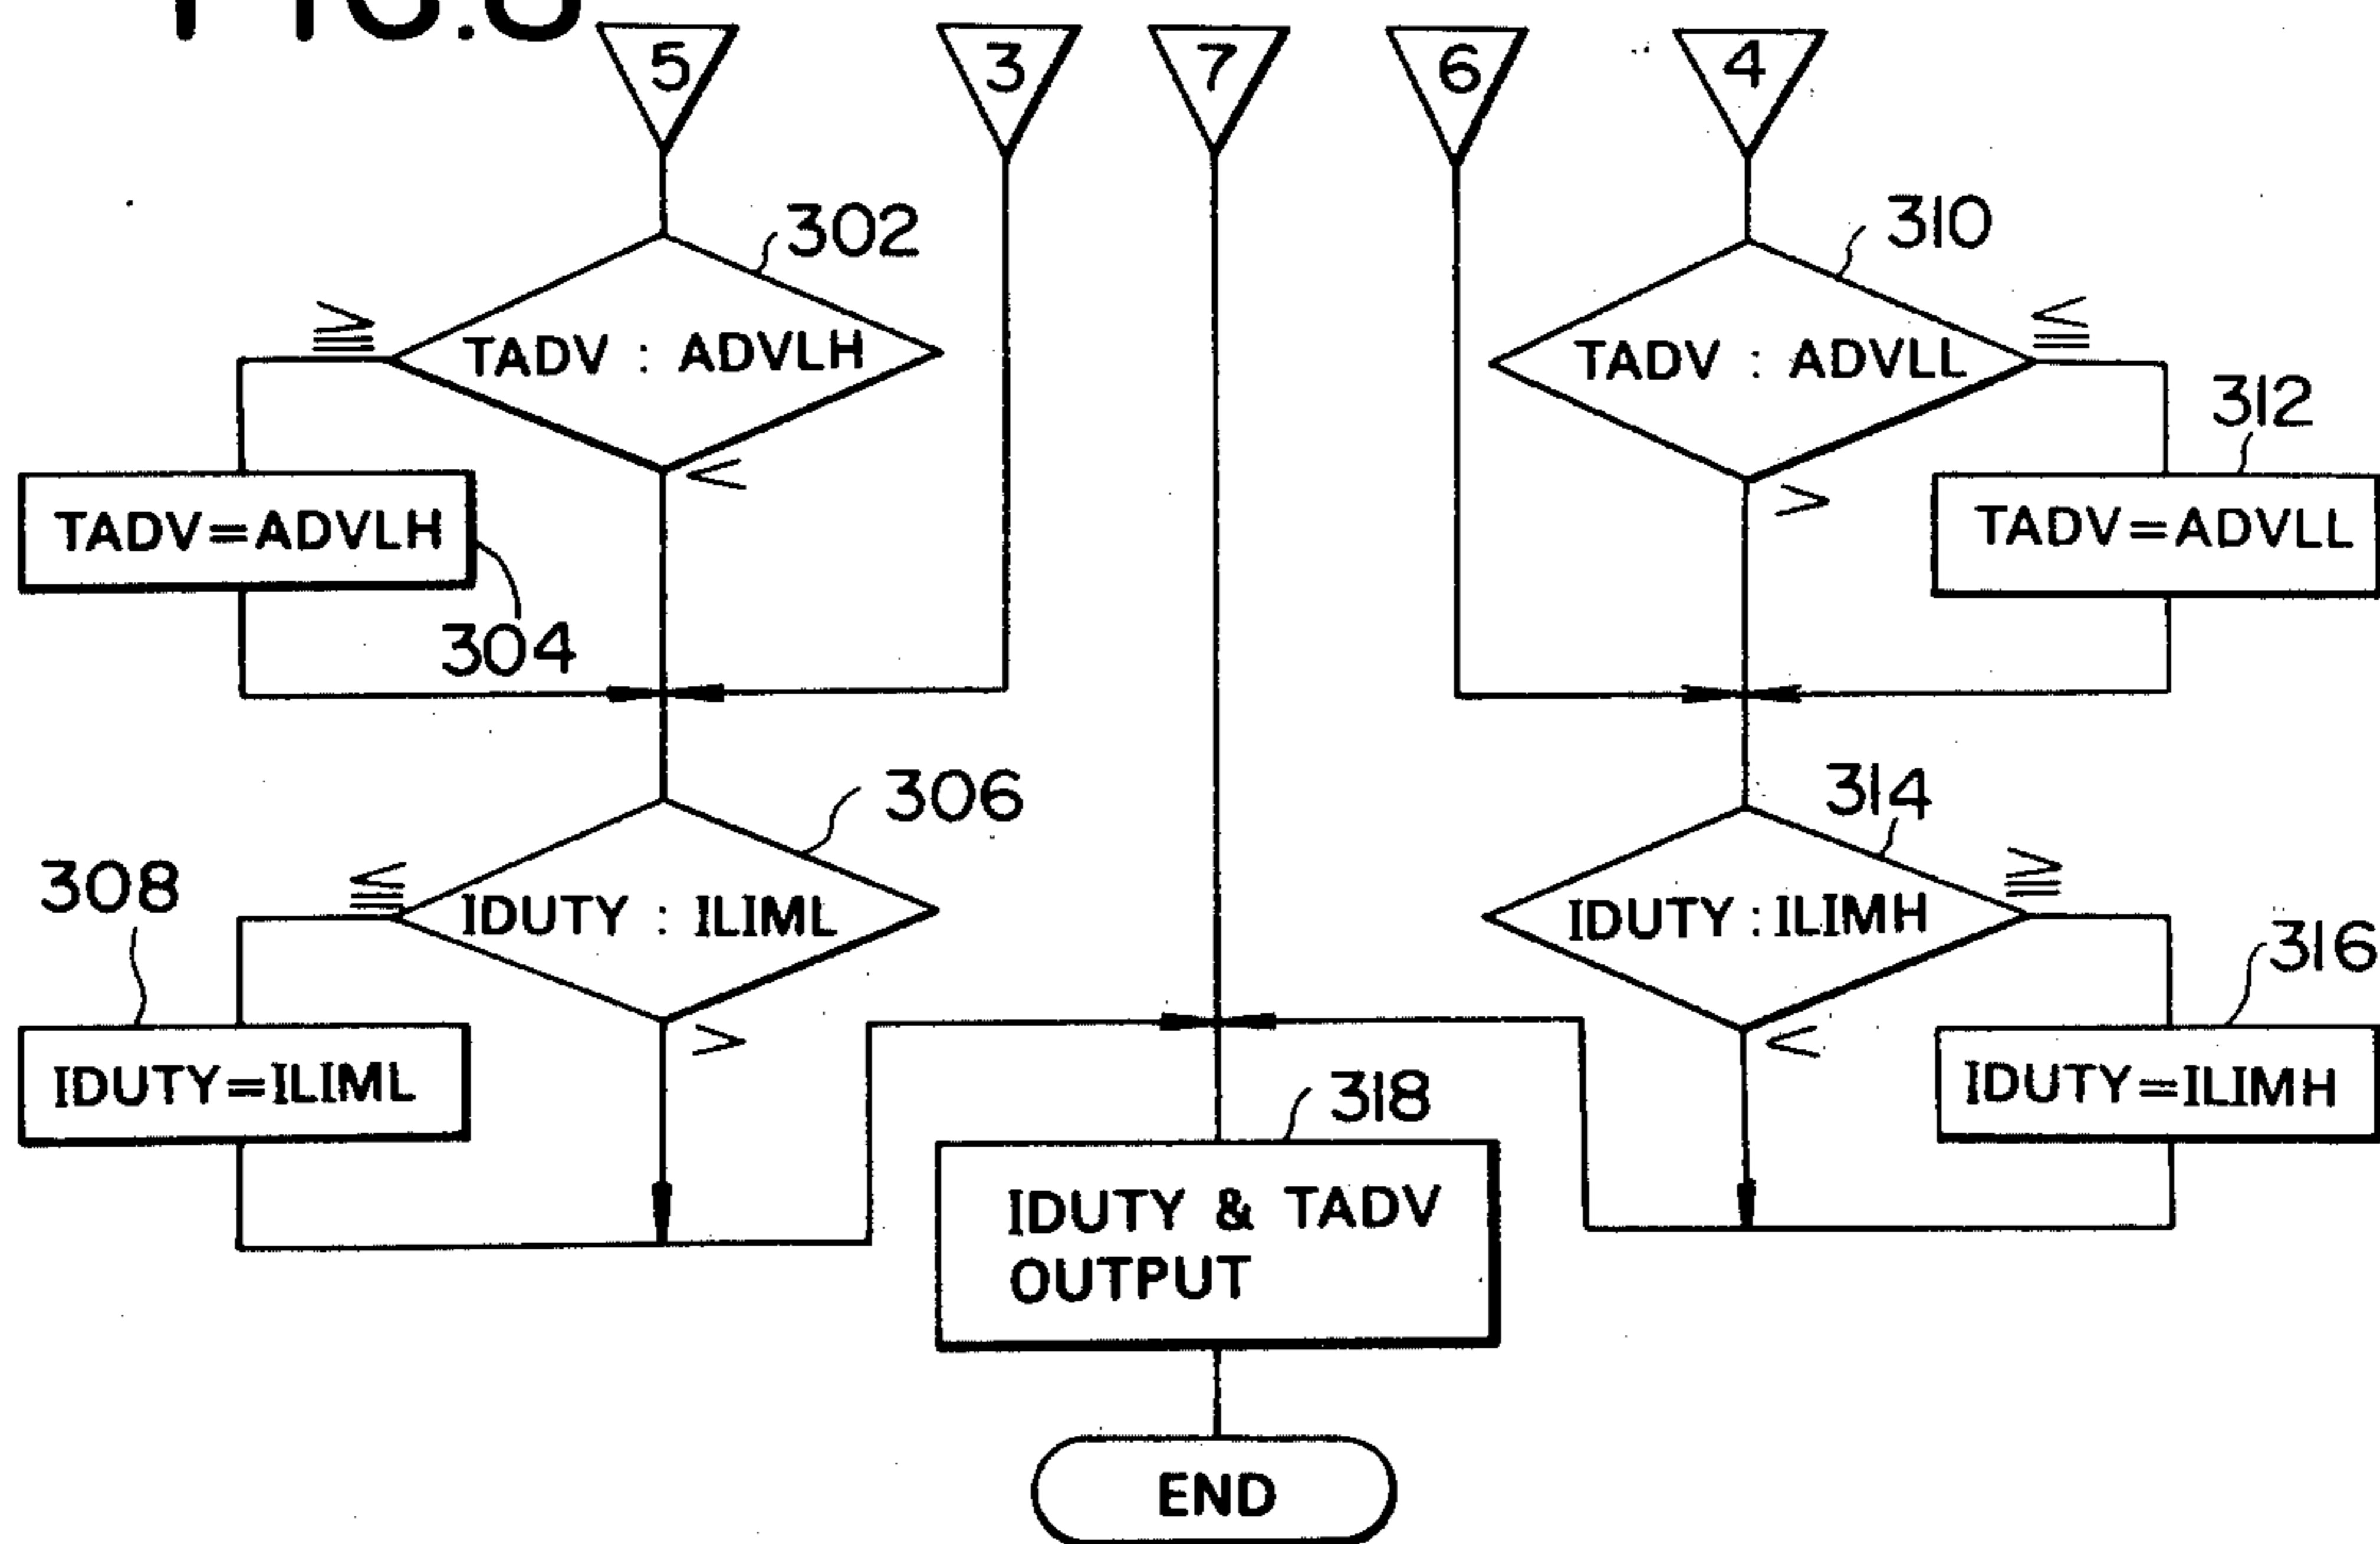 5 3 7 6 4
302
310
≧
TADV : ADVLH
≦
TADV : ADVLL
312
<
>
TADV=ADVLH
TADV=ADVLL
304
306
314
308
≦
IDUTY : ILIML
≧
IDUTY : ILIMH
316
>
<
IDUTY=ILIML
318
IDUTY=ILIMH
IDUTY & TADV
OUTPUT
END